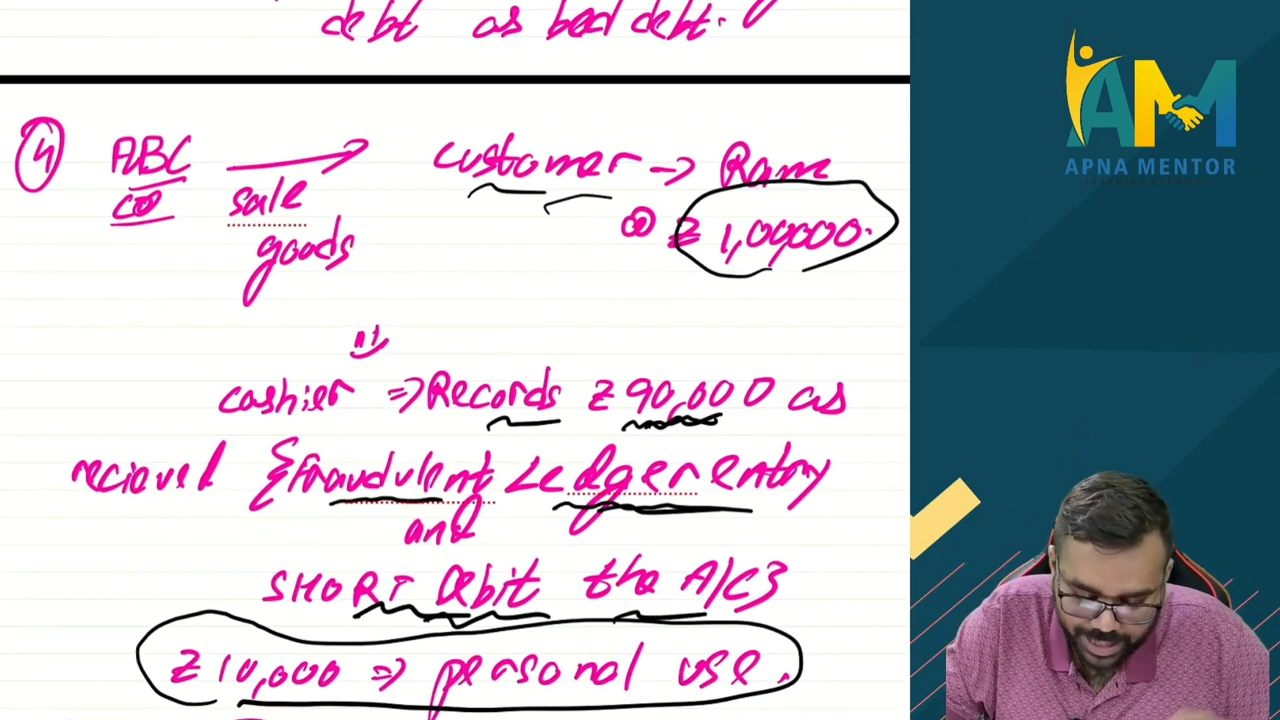 debt as bad debt.
4 ABC → customer → Ram
co sale @ ₹ 1,00,000.
goods
cashier ⇒ Records ₹ 90,000 as
recieved {fraudulent Ledger entry
and
SHORT Debit the A/C}
₹ 10,000 ⇒ personal use.
AM
APNA MENTOR